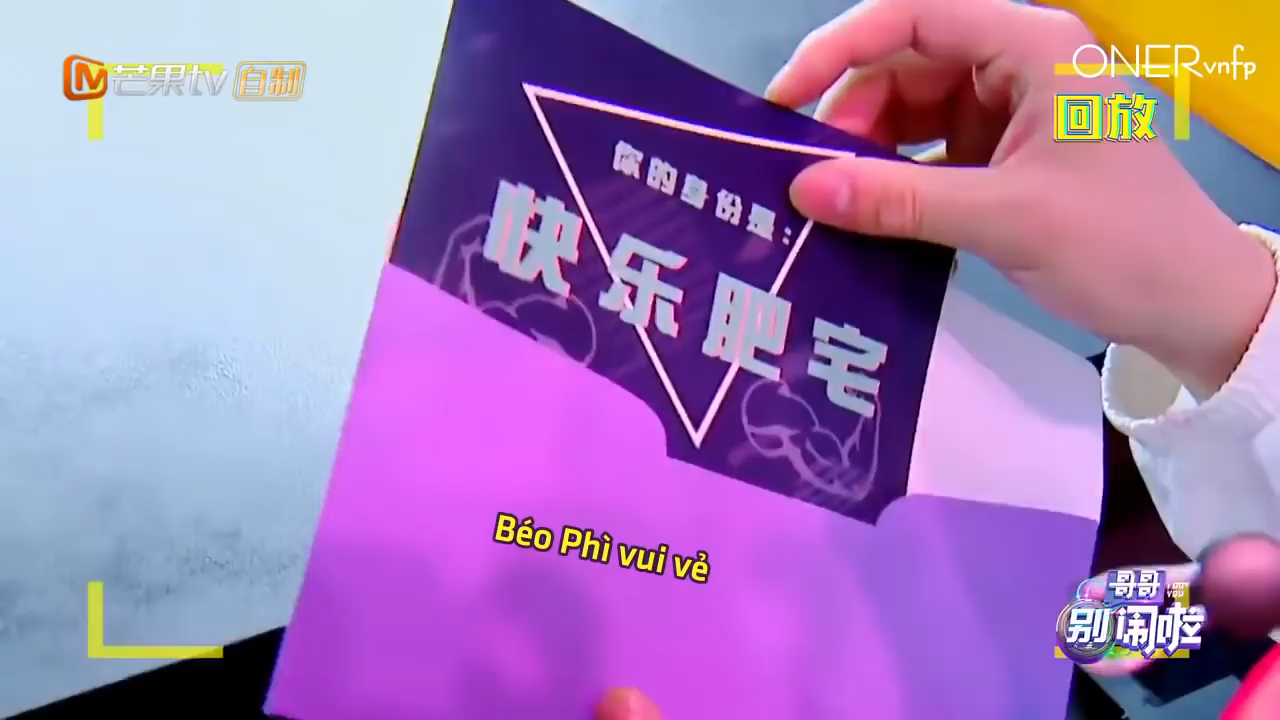 芒果tv 自制
ONERvnfp
回放
你的身份是:
快乐肥宅
Béo Phì vui vẻ
哥哥
别闹啦